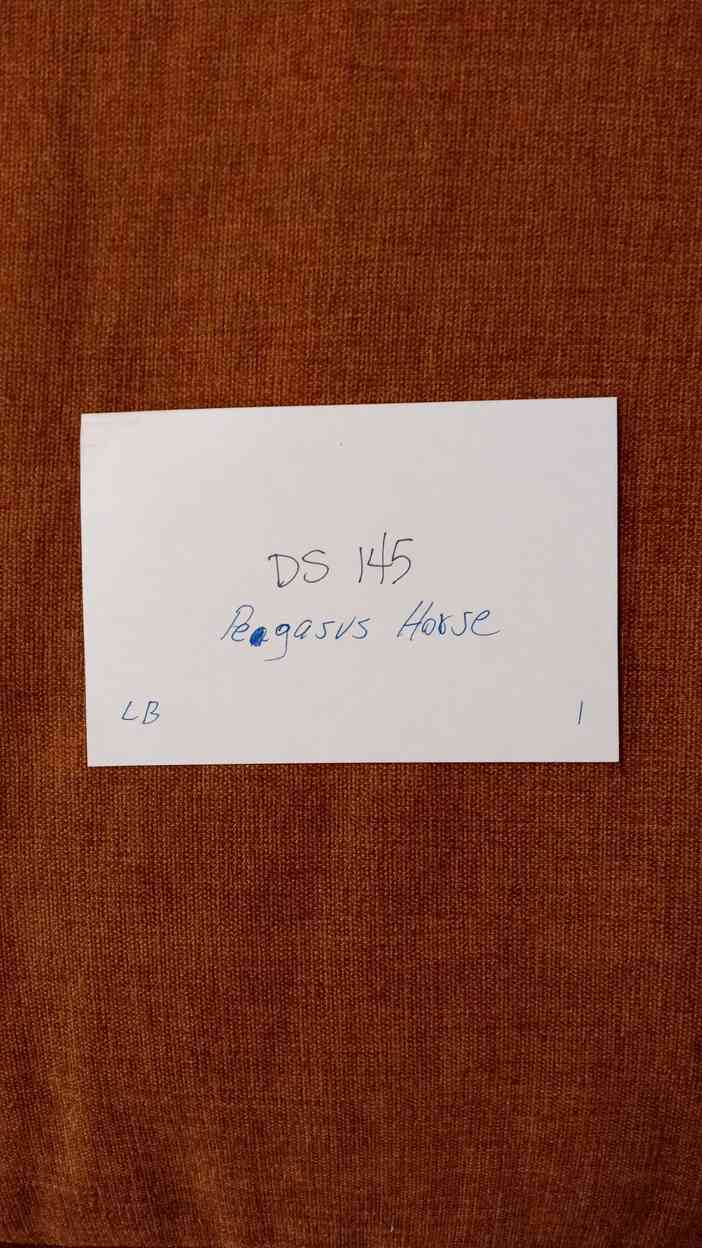 DS 145
Pegasus Horse
LB 1